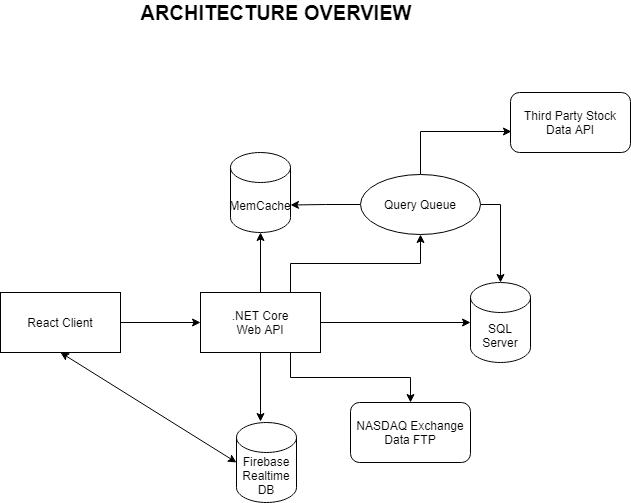 ARCHITECTURE OVERVIEW
Third Party Stock
Data API
MemCache
Query Queue
React Client
.NET Core
Web API
SQL
Server
NASDAQ Exchange
Data FTP
Firebase
Realtime
DB